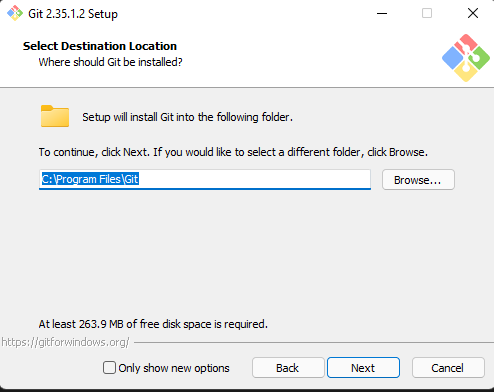 Git 2.35.1.2 Setup
Select Destination Location
Where should Git be installed?
Setup will install Git into the following folder.
To continue, click Next. If you would like to select a different folder, click Browse.
C:\Program Files\Git
Browse...
At least 263.9 MB of free disk space is required.
https://gitforwindows.org/
Only show new options
Back
Next
Cancel